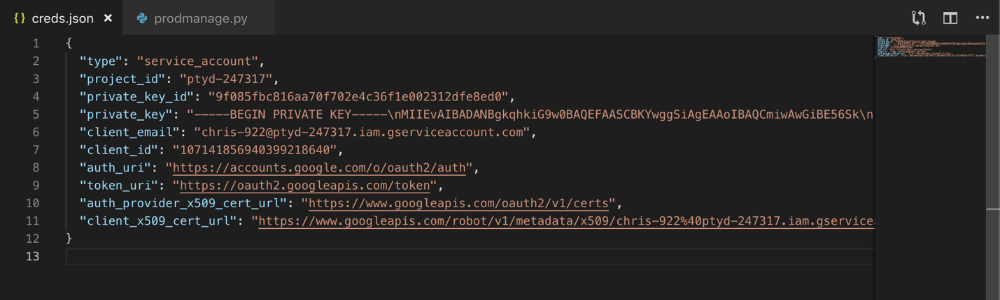 {} creds.json × prodmanage.py
1 {
2 "type": "service_account",
3 "project_id": "ptyd-247317",
4 "private_key_id": "9f085fbc816aa70f702e4c36f1e002312dfe8ed0",
5 "private_key": "-----BEGIN PRIVATE KEY-----\nMIIEvAIBADANBgkqhkiG9w0BAQEFAASCBKYwggSiAgEAAoIBAQCmiwAwGiBE56Sk\n
6 "client_email": "chris-922@ptyd-247317.iam.gserviceaccount.com",
7 "client_id": "107141856940399218640",
8 "auth_uri": "https://accounts.google.com/o/oauth2/auth",
9 "token_uri": "https://oauth2.googleapis.com/token",
10 "auth_provider_x509_cert_url": "https://www.googleapis.com/oauth2/v1/certs",
11 "client_x509_cert_url": "https://www.googleapis.com/robot/v1/metadata/x509/chris-922%40ptyd-247317.iam.gservice
12 }
13